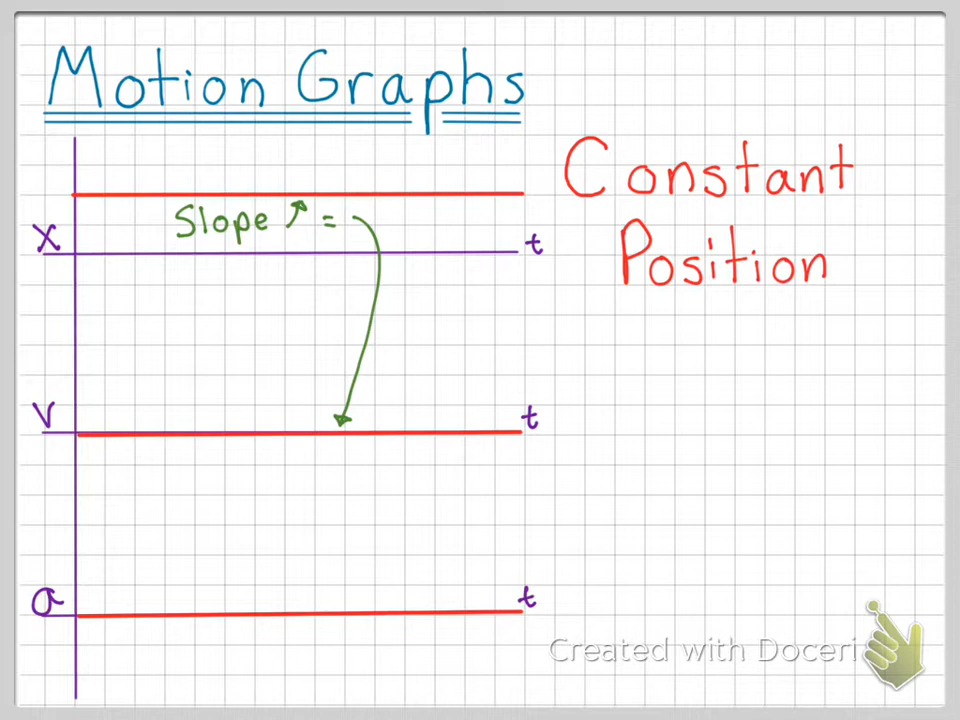 Motion Graphs
Constant
Position
Slope ↗ =
x
t
v
t
a
t
Created with Doceri